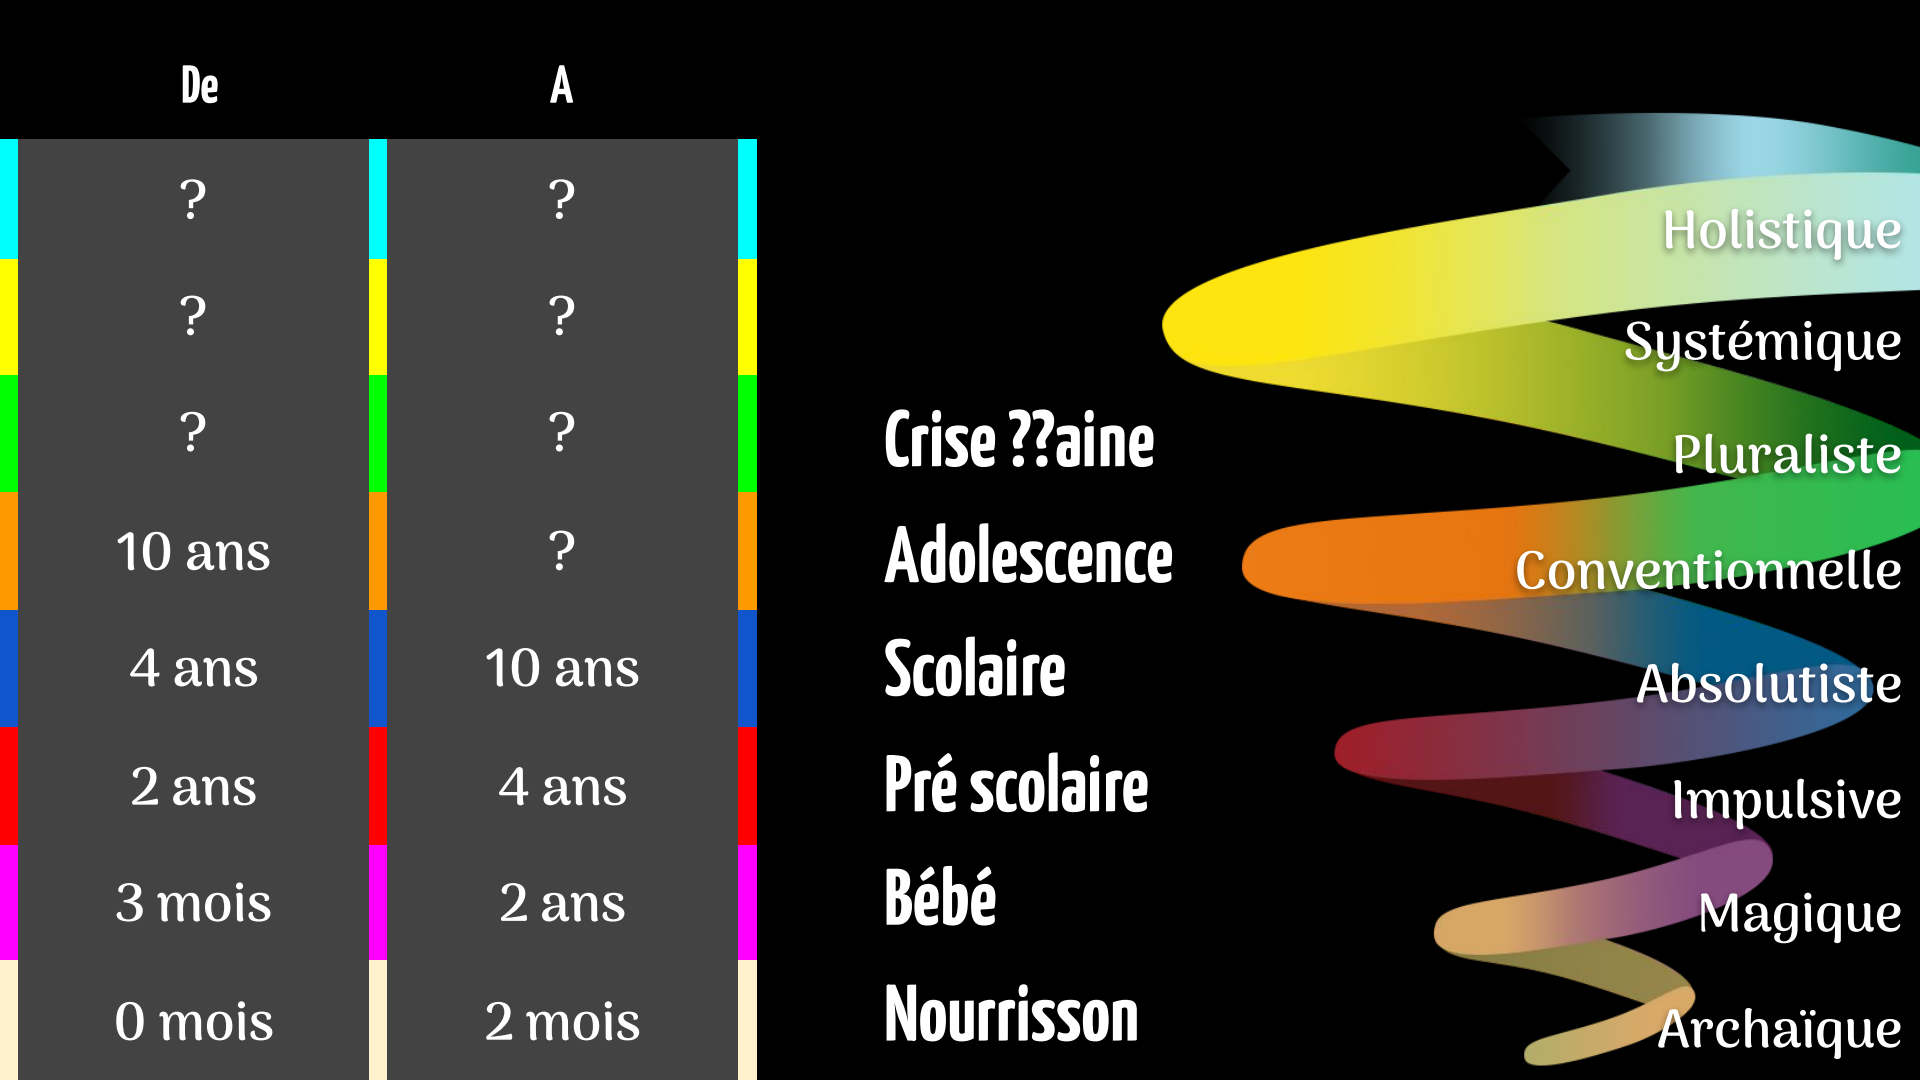 De A
? ? Holistique
? ? Systémique
? ? Crise ??aine Pluraliste
10 ans ? Adolescence Conventionnelle
4 ans 10 ans Scolaire Absolutiste
2 ans 4 ans Pré scolaire Impulsive
3 mois 2 ans Bébé Magique
0 mois 2 mois Nourrisson Archaïque